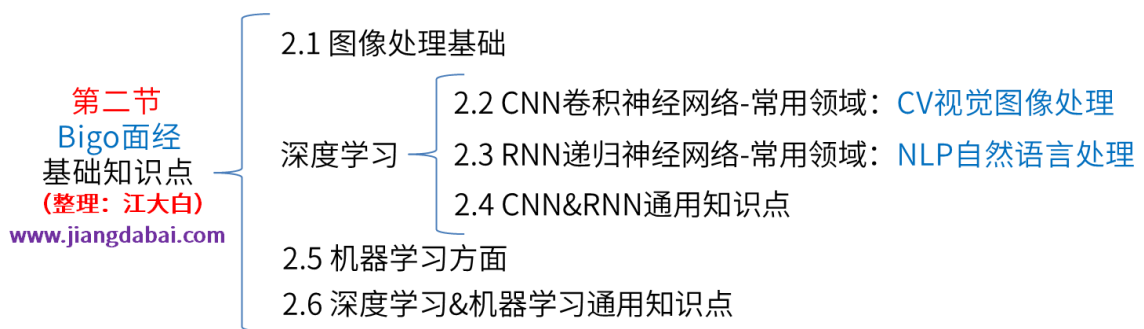 第二节
Bigo面经
基础知识点
（整理：江大白）
www.jiangdabai.com
2.1 图像处理基础
深度学习
2.2 CNN卷积神经网络-常用领域：CV视觉图像处理
2.3 RNN递归神经网络-常用领域：NLP自然语言处理
2.4 CNN&RNN通用知识点
2.5 机器学习方面
2.6 深度学习&机器学习通用知识点